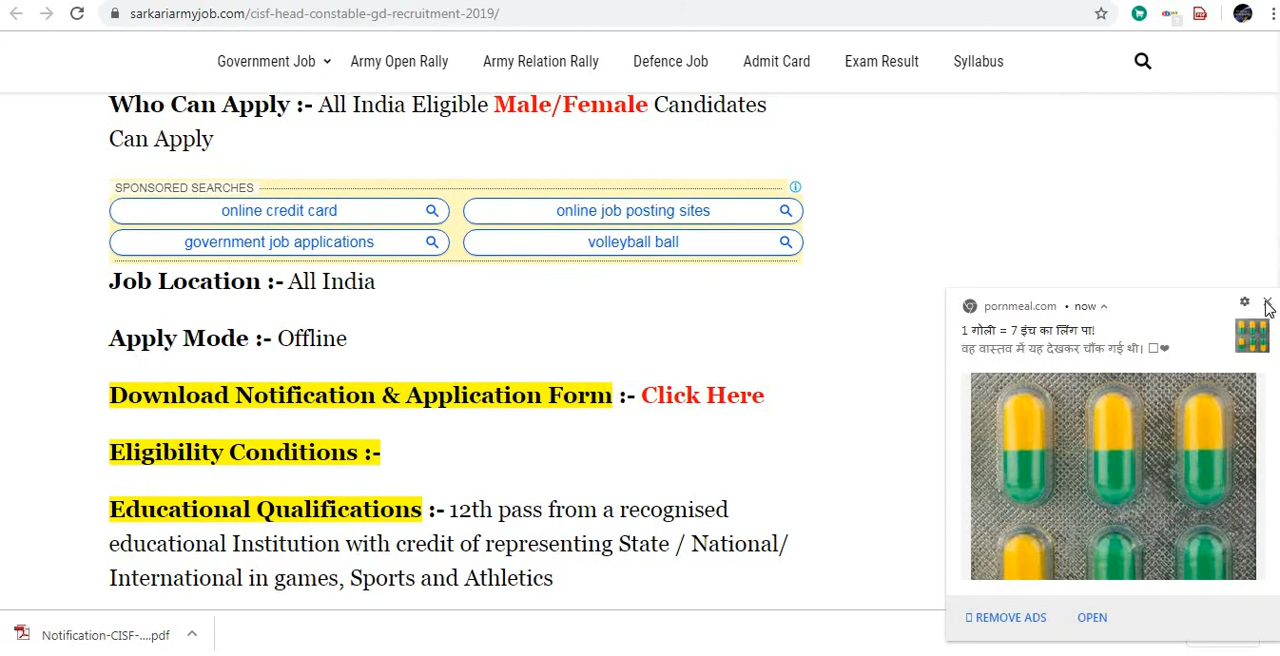 sarkariarmyjob.com/cisf-head-constable-gd-recruitment-2019/
Government Job Army Open Rally Army Relation Rally Defence Job Admit Card Exam Result Syllabus
Who Can Apply :- All India Eligible Male/Female Candidates
Can Apply
SPONSORED SEARCHES
online credit card
online job posting sites
government job applications
volleyball ball
Job Location :- All India
Apply Mode :- Offline
Download Notification & Application Form :- Click Here
Eligibility Conditions :-
Educational Qualifications :- 12th pass from a recognised
educational Institution with credit of representing State / National/
International in games, Sports and Athletics
pornmeal.com • now
1 गोली = 7 इंच का लिंग पा!
वह वास्तव में यह देखकर चौंक गई थी। □❤
REMOVE ADS
OPEN
Notification-CISF-....pdf